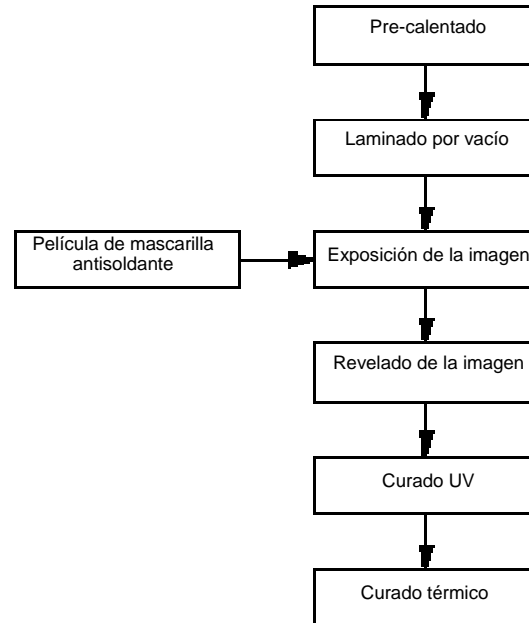 Pre-calentado
Laminado por vacío
Película de mascarilla
antisoldante
Exposición de la imagen
Revelado de la imagen
Curado UV
Curado térmico